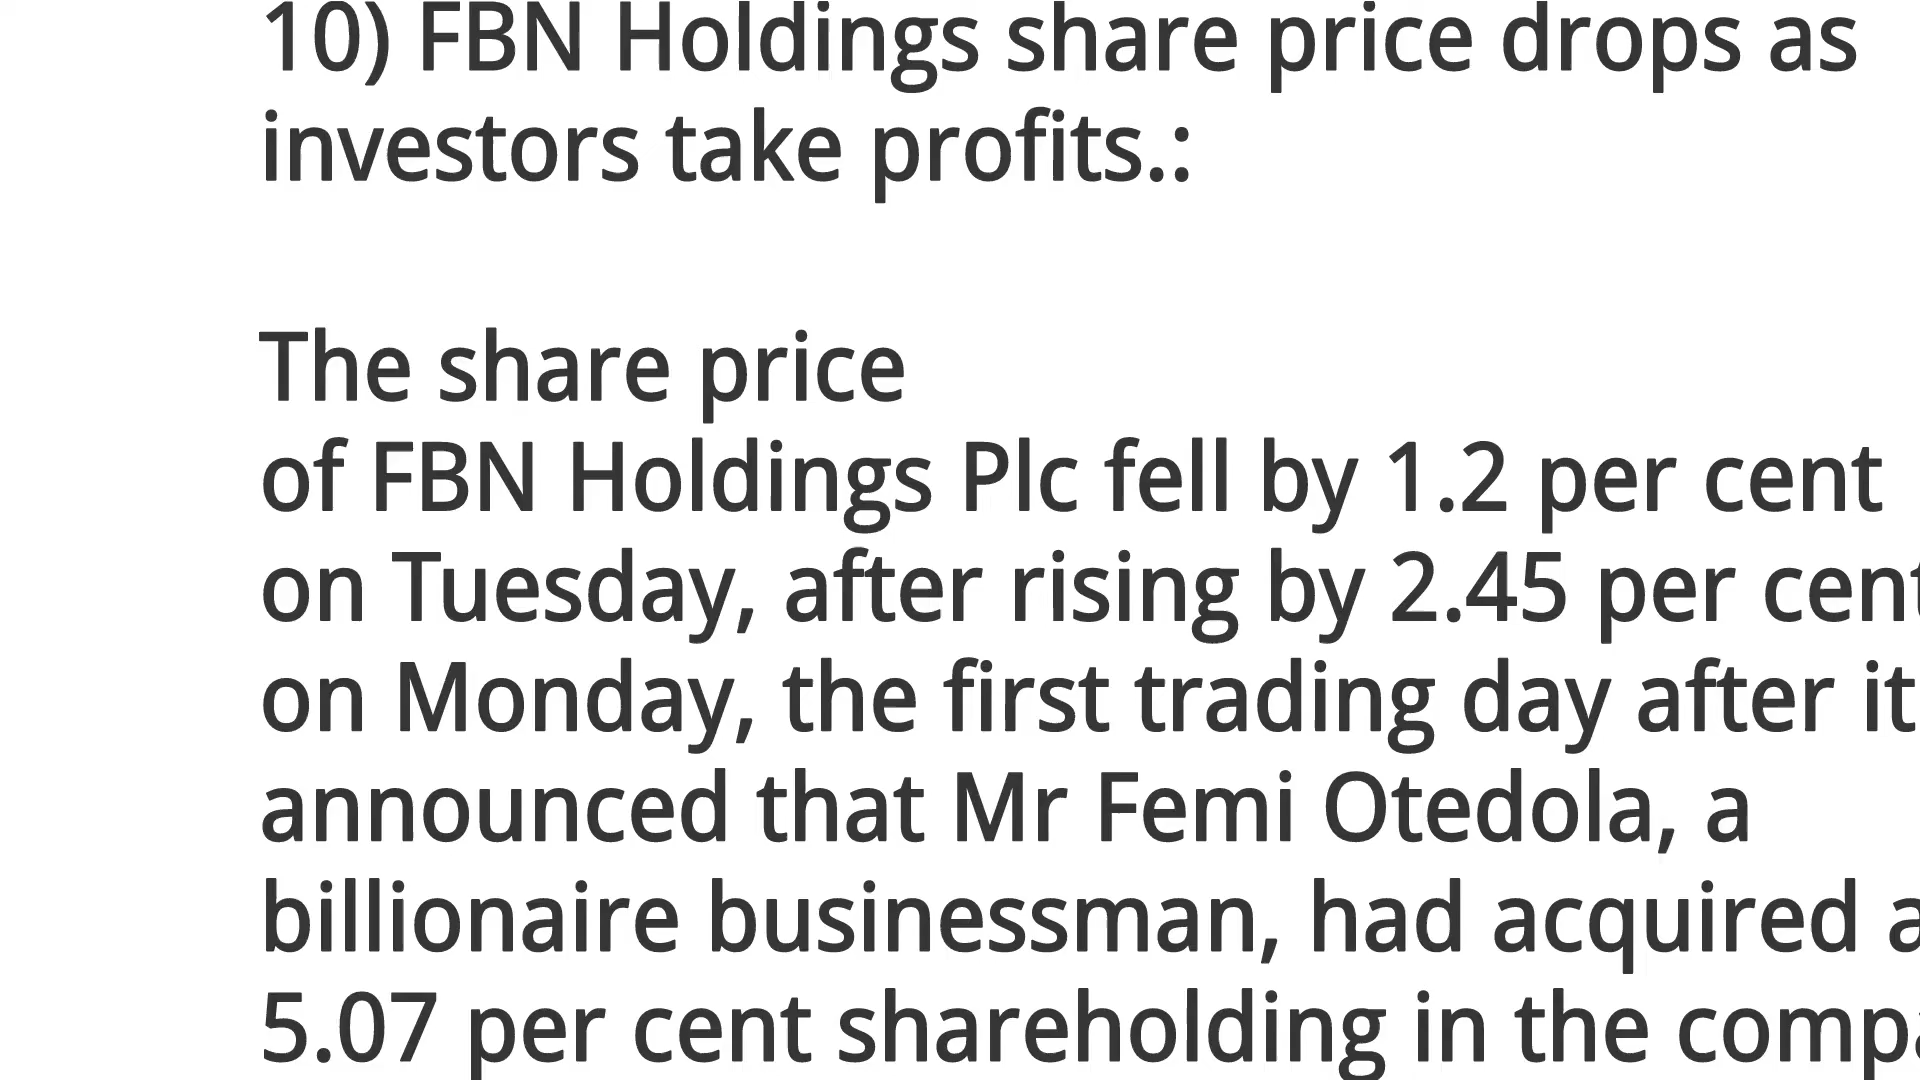 10) FBN Holdings share price drops as
investors take profits.:
The share price
of FBN Holdings Plc fell by 1.2 per cent
on Tuesday, after rising by 2.45 per cent
on Monday, the first trading day after it
announced that Mr Femi Otedola, a
billionaire businessman, had acquired a
5.07 per cent shareholding in the